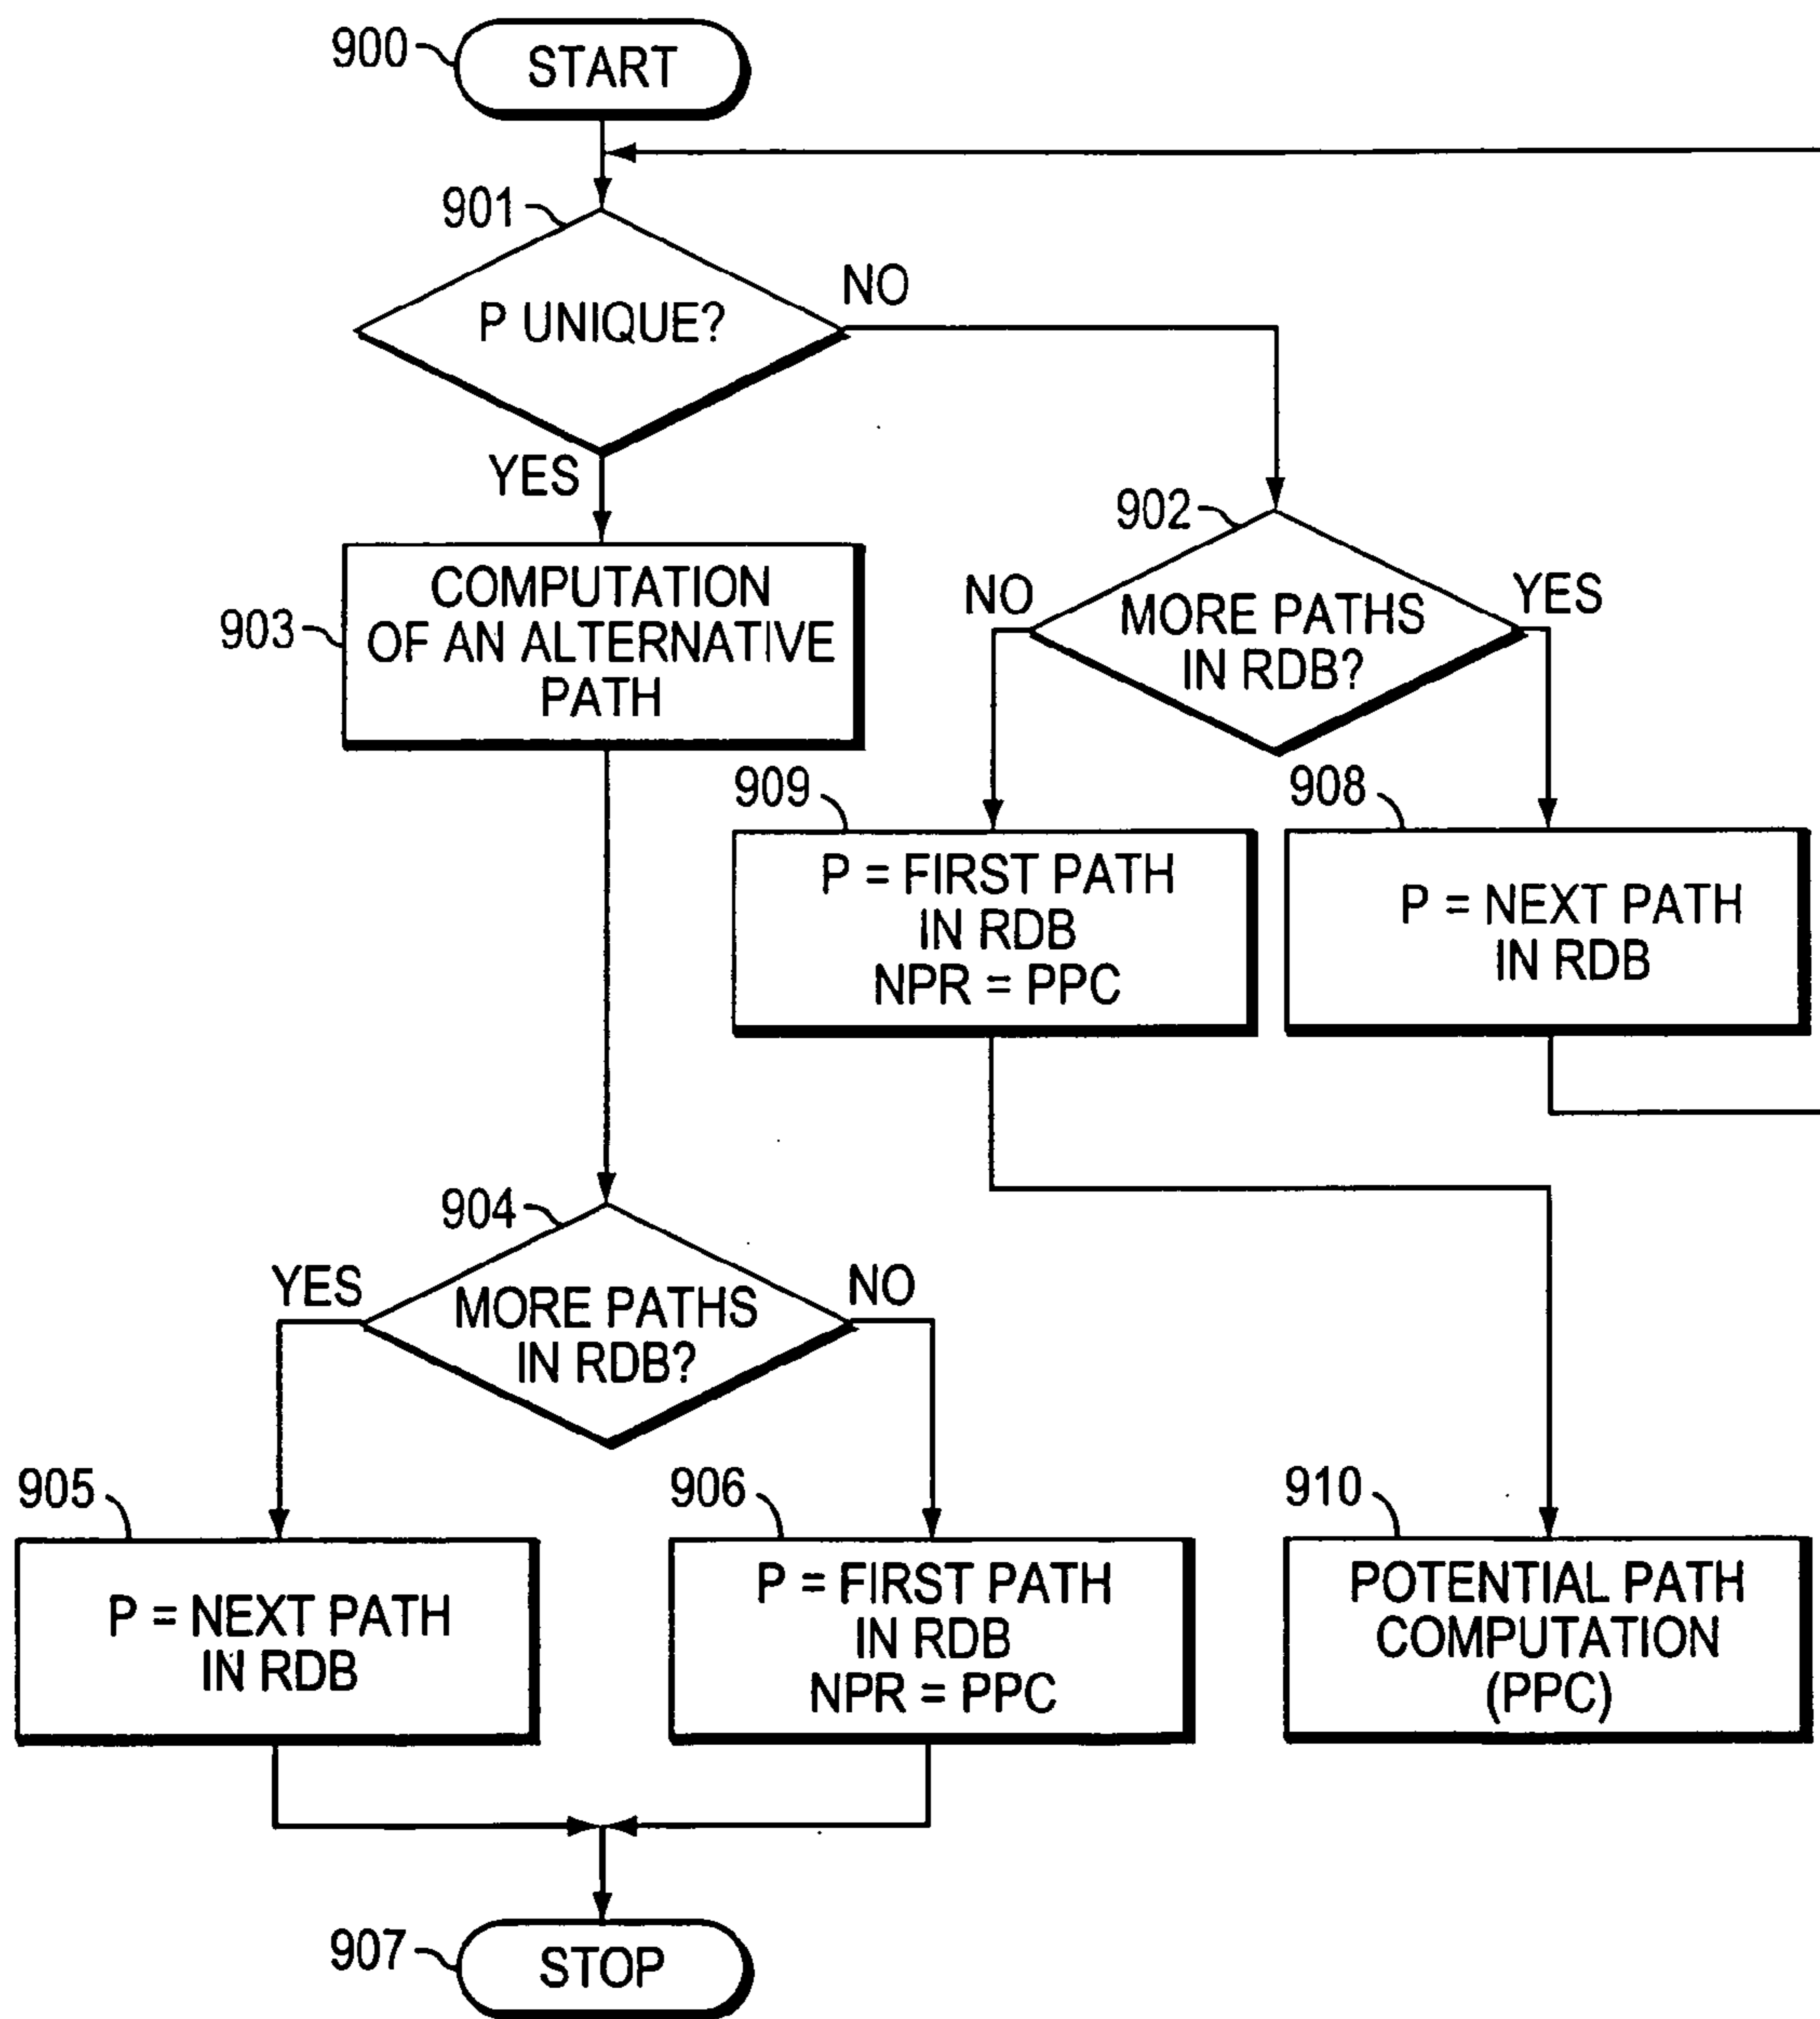 900
START
901
P UNIQUE?
NO
YES
902
903
COMPUTATION
OF AN ALTERNATIVE
PATH
NO
MORE PATHS
IN RDB?
YES
909
P = FIRST PATH
IN RDB
NPR = PPC
908
P = NEXT PATH
IN RDB
904
YES
MORE PATHS
IN RDB?
NO
905
P = NEXT PATH
IN RDB
906
P = FIRST PATH
IN RDB
NPR = PPC
910
POTENTIAL PATH
COMPUTATION
(PPC)
907
STOP